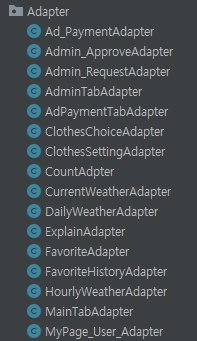 Adapter
Ad_PaymentAdapter
Admin_ApproveAdapter
Admin_RequestAdapter
AdminTabAdapter
AdPaymentTabAdapter
ClothesChoiceAdapter
ClothesSettingAdapter
CountAdpter
CurrentWeatherAdapter
DailyWeatherAdapter
ExplainAdapter
FavoriteAdapter
FavoriteHistoryAdapter
HourlyWeatherAdapter
MainTabAdapter
MyPage_User_Adapter